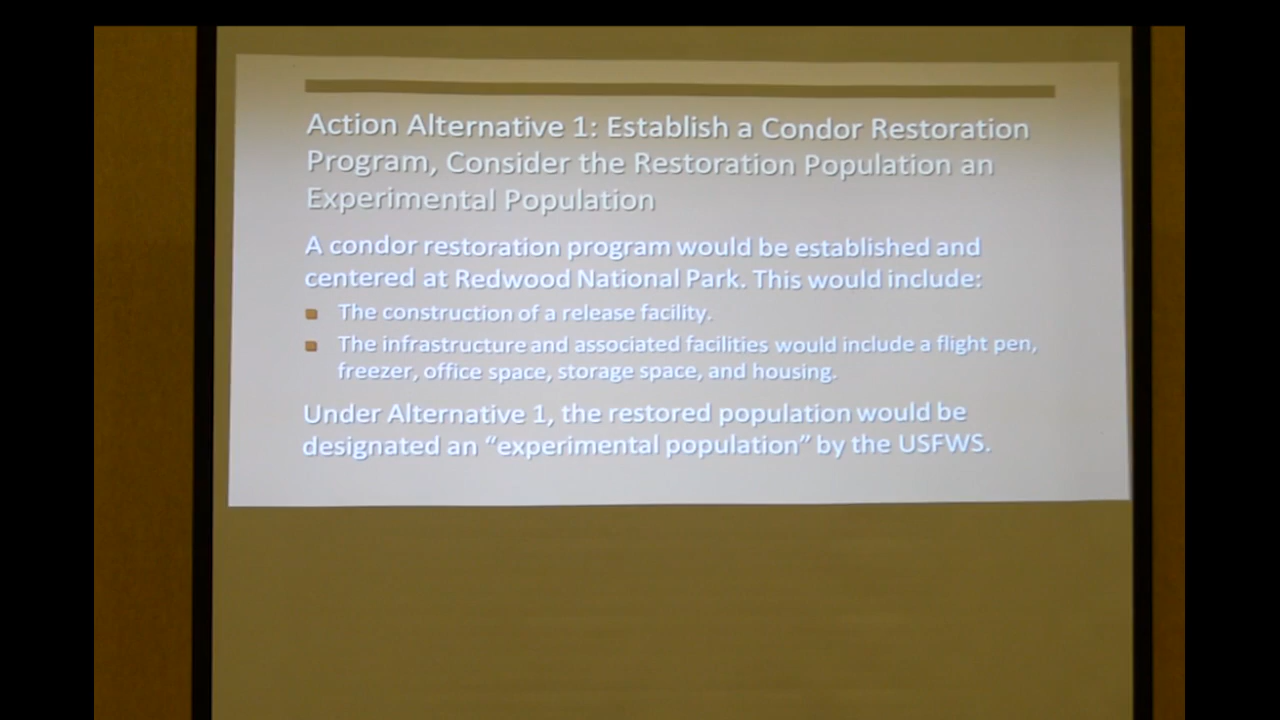 Action Alternative 1: Establish a Condor Restoration
Program, Consider the Restoration Population an
Experimental Population
A condor restoration program would be established and
centered at Redwood National Park. This would include:
The construction of a release facility.
The infrastructure and associated facilities would include a flight pen,
freezer, office space, storage space, and housing.
Under Alternative 1, the restored population would be
designated an “experimental population” by the USFWS.